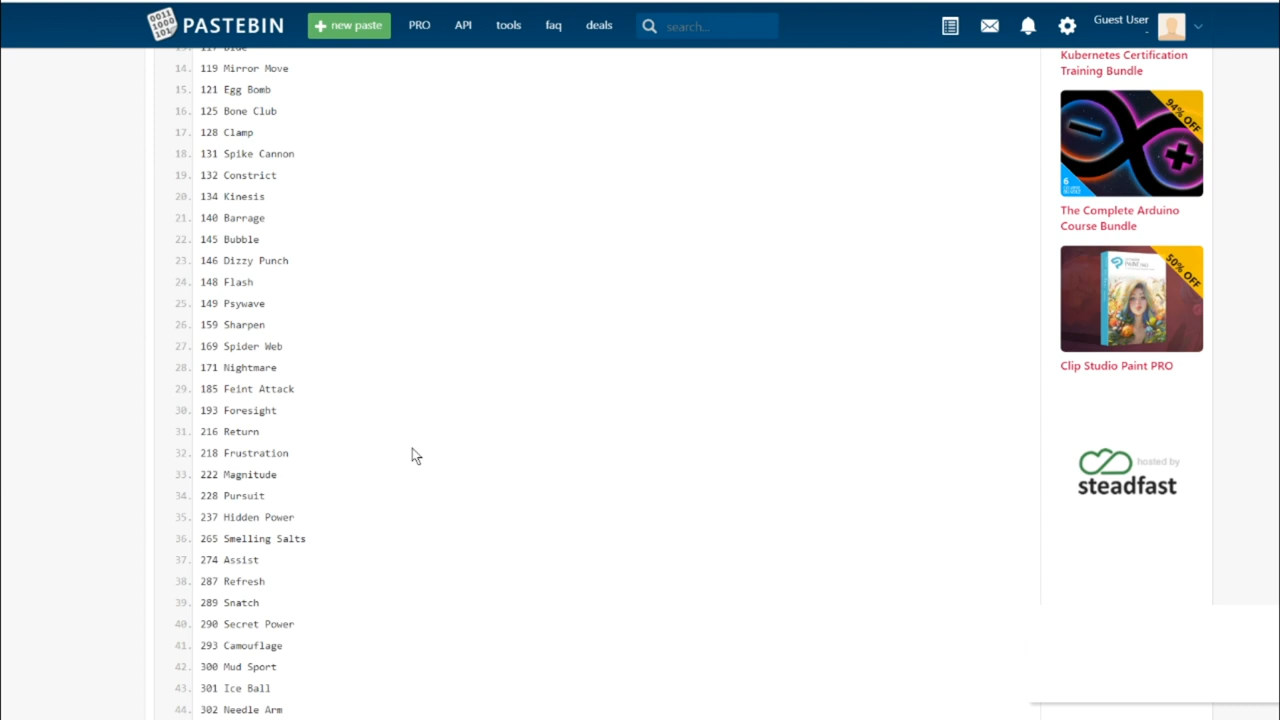 0011
1000
101
PASTEBIN
+ new paste
PRO
API
tools
faq
deals
search...
Guest User
-
14. 119 Mirror Move
15. 121 Egg Bomb
16. 125 Bone Club
17. 128 Clamp
18. 131 Spike Cannon
19. 132 Constrict
20. 134 Kinesis
21. 140 Barrage
22. 145 Bubble
23. 146 Dizzy Punch
24. 148 Flash
25. 149 Psywave
26. 159 Sharpen
27. 169 Spider Web
28. 171 Nightmare
29. 185 Feint Attack
30. 193 Foresight
31. 216 Return
32. 218 Frustration
33. 222 Magnitude
34. 228 Pursuit
35. 237 Hidden Power
36. 265 Smelling Salts
37. 274 Assist
38. 287 Refresh
39. 289 Snatch
40. 290 Secret Power
41. 293 Camouflage
42. 300 Mud Sport
43. 301 Ice Ball
44. 302 Needle Arm
Kubernetes Certification
Training Bundle
94% OFF
6
The Complete Arduino
Course Bundle
50% OFF
Clip Studio Paint PRO
hosted by
steadfast